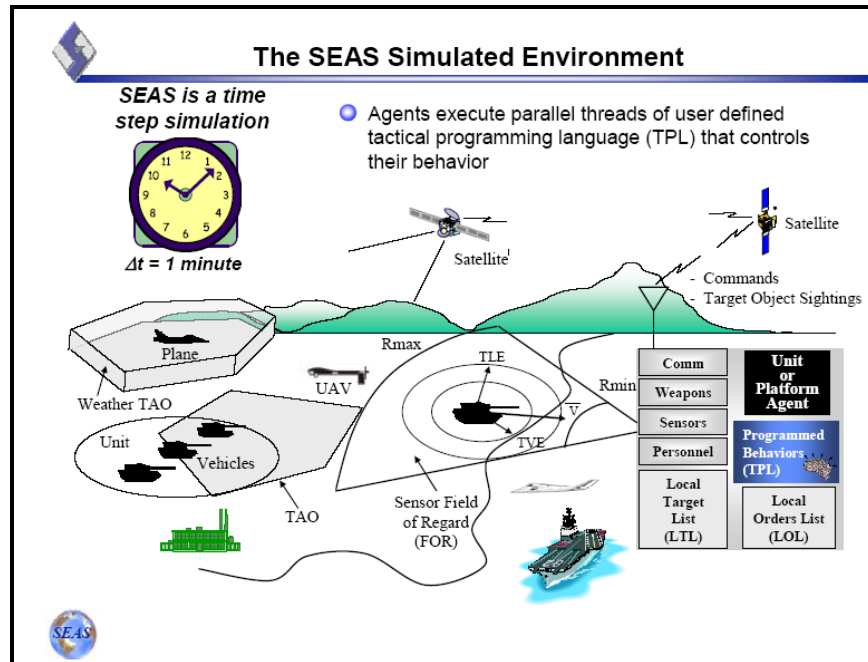 The SEAS Simulated Environment
SEAS is a time
step simulation
11 12 1
10 2
9 3
8 4
7 6 5
Δt = 1 minute
Agents execute parallel threads of user defined
tactical programming language (TPL) that controls
their behavior
Satellite
Satellite
- Commands
- Target Object Sightings
Plane
Weather TAO
UAV
Rmax
TLE
Rmin
V
TVE
Unit
Vehicles
TAO
Sensor Field
of Regard
(FOR)
Comm
Weapons
Sensors
Personnel
Local
Target
List
(LTL)
Unit
or
Platform
Agent
Programmed
Behaviors
(TPL)
Local
Orders List
(LOL)
SEAS